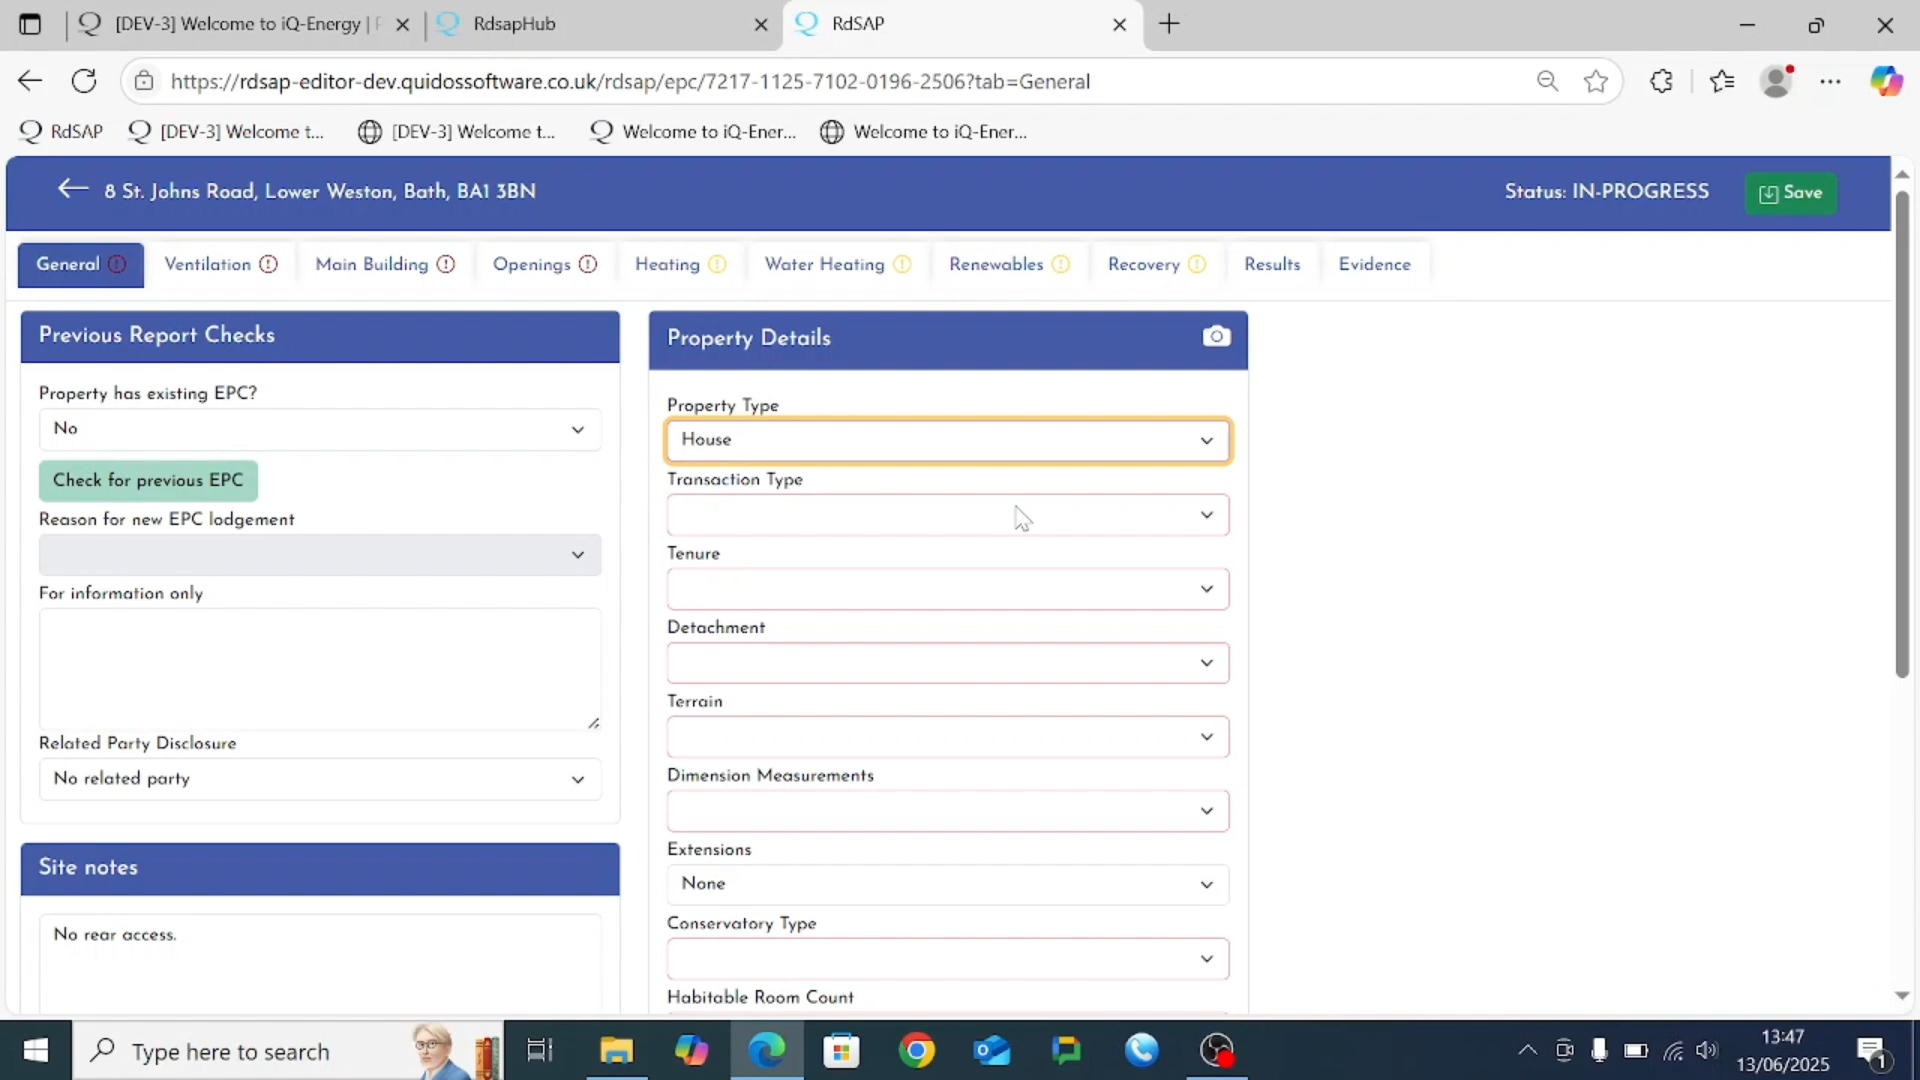 [DEV-3] Welcome to iQ-Energy | F
RdsapHub
RdSAP
https://rdsap-editor-dev.quidossoftware.co.uk/rdsap/epc/7217-1125-7102-0196-2506?tab=General
RdSAP
[DEV-3] Welcome t...
[DEV-3] Welcome t...
Welcome to iQ-Ener...
Welcome to iQ-Ener...
8 St. Johns Road, Lower Weston, Bath, BA1 3BN
Status: IN-PROGRESS
Save
General
Ventilation
Main Building
Openings
Heating
Water Heating
Renewables
Recovery
Results
Evidence
Previous Report Checks
Property has existing EPC?
No
Check for previous EPC
Reason for new EPC lodgement
For information only
Related Party Disclosure
No related party
Site notes
No rear access.
Property Details
Property Type
House
Transaction Type
Tenure
Detachment
Terrain
Dimension Measurements
Extensions
None
Conservatory Type
Habitable Room Count
Type here to search
13:47
13/06/2025
1